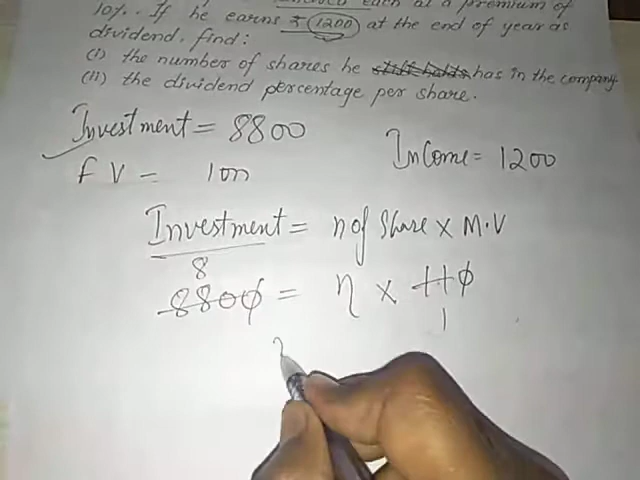 each at a premium of
10%. If he earns ₹ 1200 at the end of year as
dividend, find:
(i) the number of shares he has in the company
(ii) the dividend percentage per share.
Investment = 8800
Income = 1200
F V = 100
Investment = n of Share x M.V
8
8800 = n x 110
1